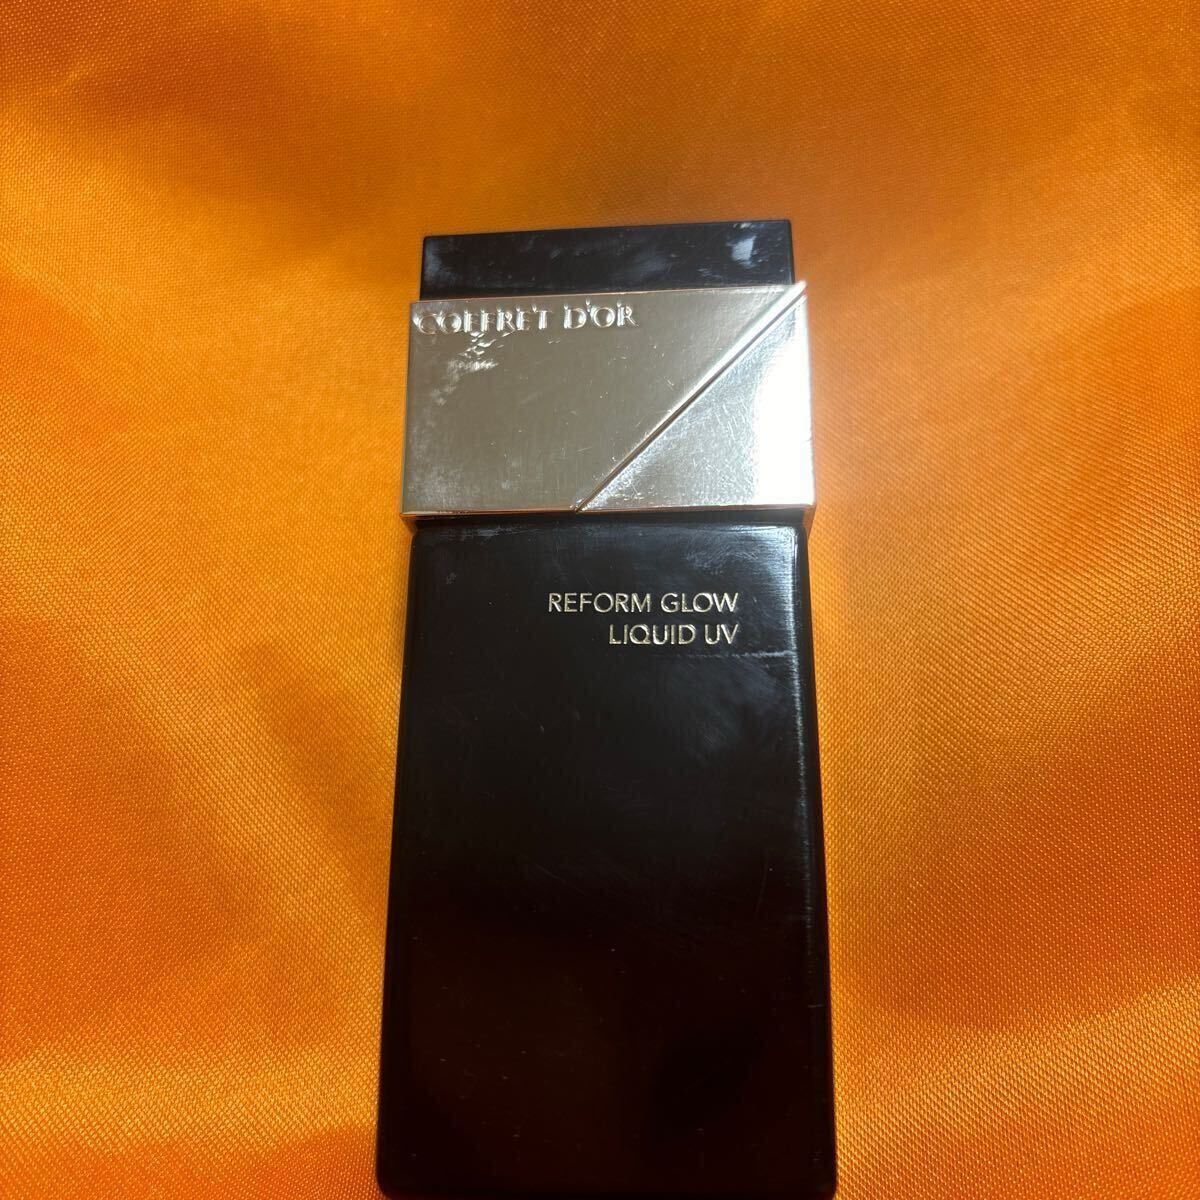 COFFRET D'OR
REFORM GLOW
LIQUID UV